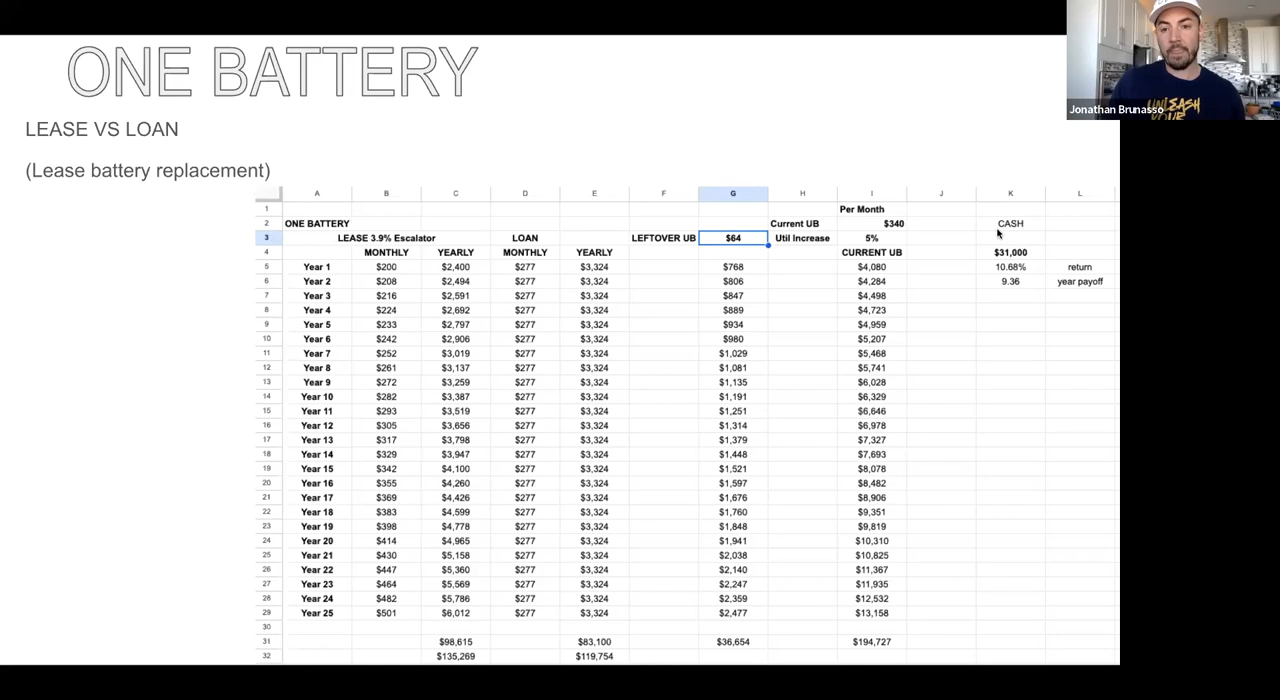 ONE BATTERY
Jonathan Brunasso
UNLEASH
YOUR
LEASE VS LOAN
(Lease battery replacement)
A B C D E F G H I J K L
1 Per Month
2 ONE BATTERY Current UB $340 CASH
3 LEASE 3.9% Escalator LOAN LEFTOVER UB $64 Util Increase 5%
4 MONTHLY YEARLY MONTHLY YEARLY CURRENT UB $31,000
5 Year 1 $200 $2,400 $277 $3,324 $768 $4,080 10.68% return
6 Year 2 $208 $2,494 $277 $3,324 $806 $4,284 9.36 year payoff
7 Year 3 $216 $2,591 $277 $3,324 $847 $4,498
8 Year 4 $224 $2,692 $277 $3,324 $889 $4,723
9 Year 5 $233 $2,797 $277 $3,324 $934 $4,959
10 Year 6 $242 $2,906 $277 $3,324 $980 $5,207
11 Year 7 $252 $3,019 $277 $3,324 $1,029 $5,468
12 Year 8 $261 $3,137 $277 $3,324 $1,081 $5,741
13 Year 9 $272 $3,259 $277 $3,324 $1,135 $6,028
14 Year 10 $282 $3,387 $277 $3,324 $1,191 $6,329
15 Year 11 $293 $3,519 $277 $3,324 $1,251 $6,646
16 Year 12 $305 $3,656 $277 $3,324 $1,314 $6,978
17 Year 13 $317 $3,798 $277 $3,324 $1,379 $7,327
18 Year 14 $329 $3,947 $277 $3,324 $1,448 $7,693
19 Year 15 $342 $4,100 $277 $3,324 $1,521 $8,078
20 Year 16 $355 $4,260 $277 $3,324 $1,597 $8,482
21 Year 17 $369 $4,426 $277 $3,324 $1,676 $8,906
22 Year 18 $383 $4,599 $277 $3,324 $1,760 $9,351
23 Year 19 $398 $4,778 $277 $3,324 $1,848 $9,819
24 Year 20 $414 $4,965 $277 $3,324 $1,941 $10,310
25 Year 21 $430 $5,158 $277 $3,324 $2,038 $10,825
26 Year 22 $447 $5,360 $277 $3,324 $2,140 $11,367
27 Year 23 $464 $5,569 $277 $3,324 $2,247 $11,935
28 Year 24 $482 $5,786 $277 $3,324 $2,359 $12,532
29 Year 25 $501 $6,012 $277 $3,324 $2,477 $13,158
30
31 $98,615 $83,100 $36,654 $194,727
32 $135,269 $119,754